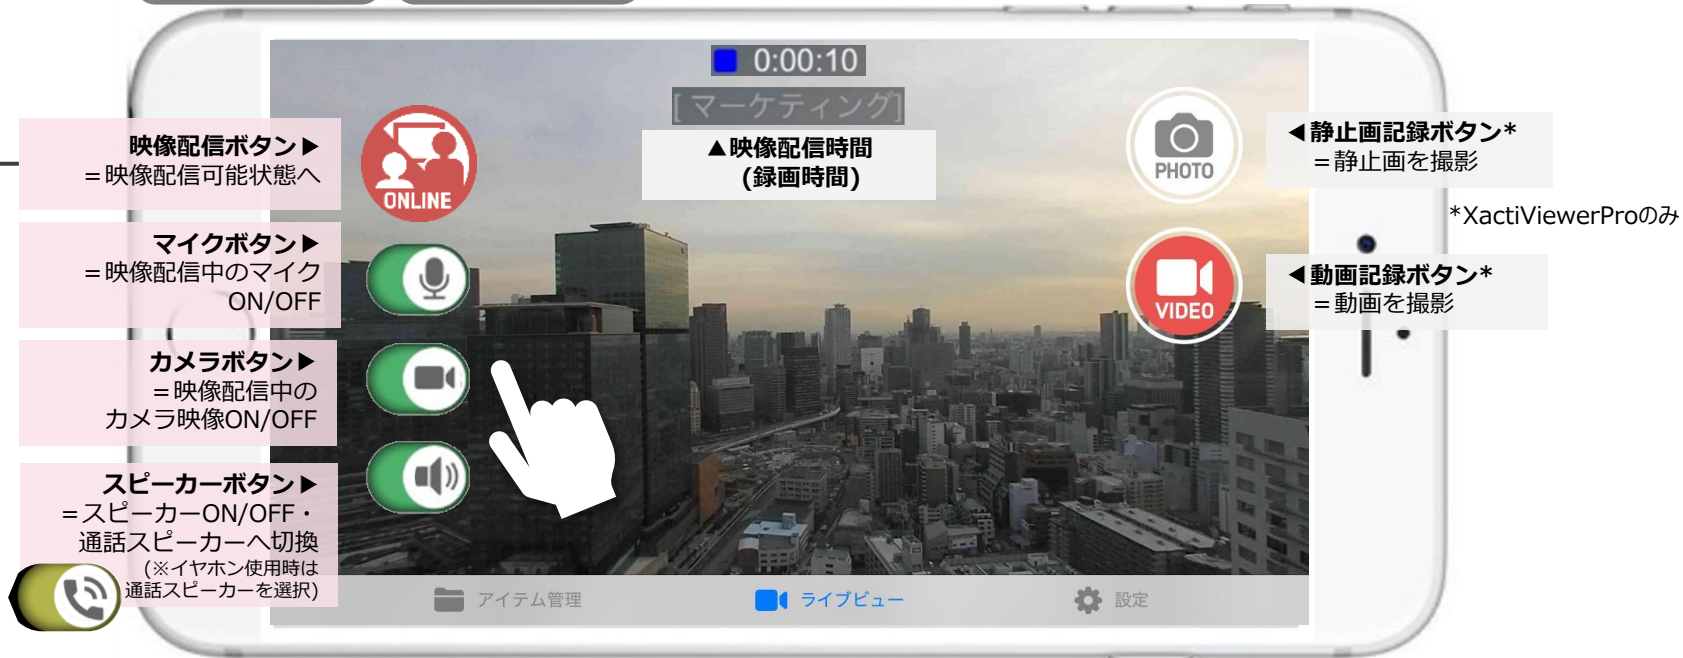 0:00:10
[マーケティング]
▲映像配信時間
(録画時間)
映像配信ボタン▶
＝映像配信可能状態へ
ONLINE
マイクボタン▶
＝映像配信中のマイク
ON/OFF
カメラボタン▶
＝映像配信中の
カメラ映像ON/OFF
スピーカーボタン▶
＝スピーカーON/OFF・
通話スピーカーへ切換
(※イヤホン使用時は
通話スピーカーを選択)
PHOTO
◀静止画記録ボタン*
＝静止画を撮影
*XactiViewerProのみ
VIDEO
◀動画記録ボタン*
＝動画を撮影
アイテム管理
ライブビュー
設定